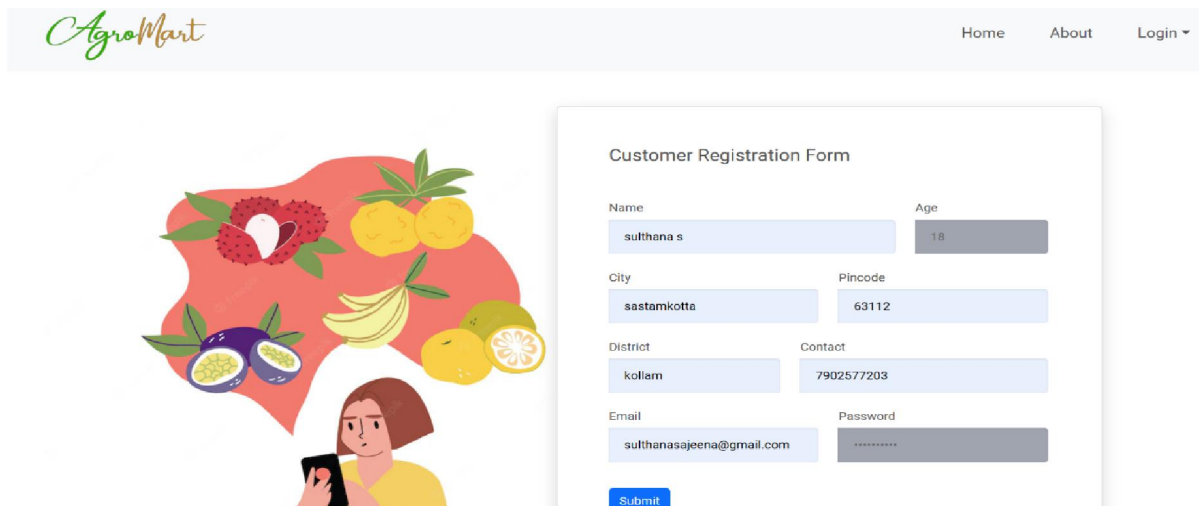 AgroMart Home About Login
Customer Registration Form
Name Age
sulthana s 18
City Pincode
sastamkotta 63112
District Contact
kollam 7902577203
Email Password
sulthanasajeena@gmail.com ••••••••••
Submit